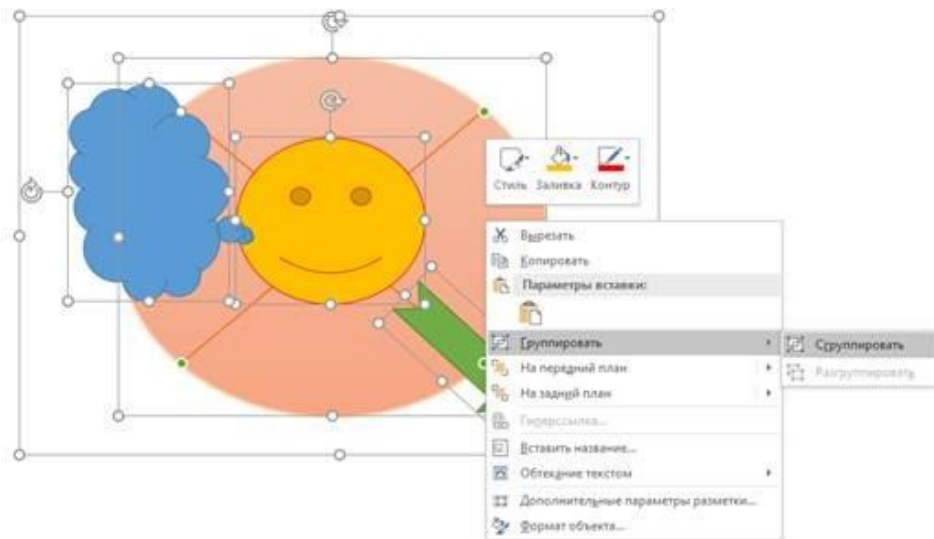 Стиль Заливка Контур
Вырезать
Копировать
Параметры вставки:
Группировать
Сгруппировать
На передний план
Разгруппировать
На задний план
Гиперссылка...
Вставить название...
Обтекание текстом
Дополнительные параметры разметки...
Формат объекта...